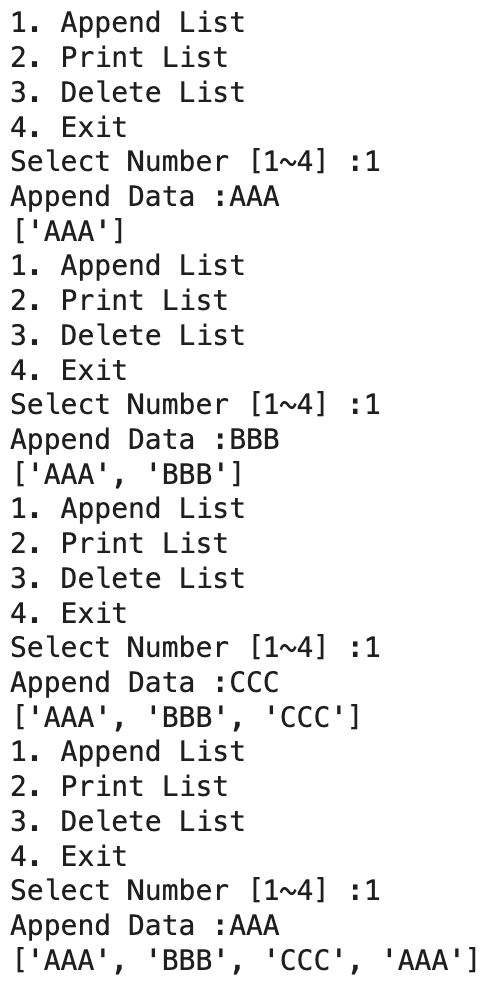 1. Append List
2. Print List
3. Delete List
4. Exit
Select Number [1~4] :1
Append Data :AAA
['AAA']
1. Append List
2. Print List
3. Delete List
4. Exit
Select Number [1~4] :1
Append Data :BBB
['AAA', 'BBB']
1. Append List
2. Print List
3. Delete List
4. Exit
Select Number [1~4] :1
Append Data :CCC
['AAA', 'BBB', 'CCC']
1. Append List
2. Print List
3. Delete List
4. Exit
Select Number [1~4] :1
Append Data :AAA
['AAA', 'BBB', 'CCC', 'AAA']